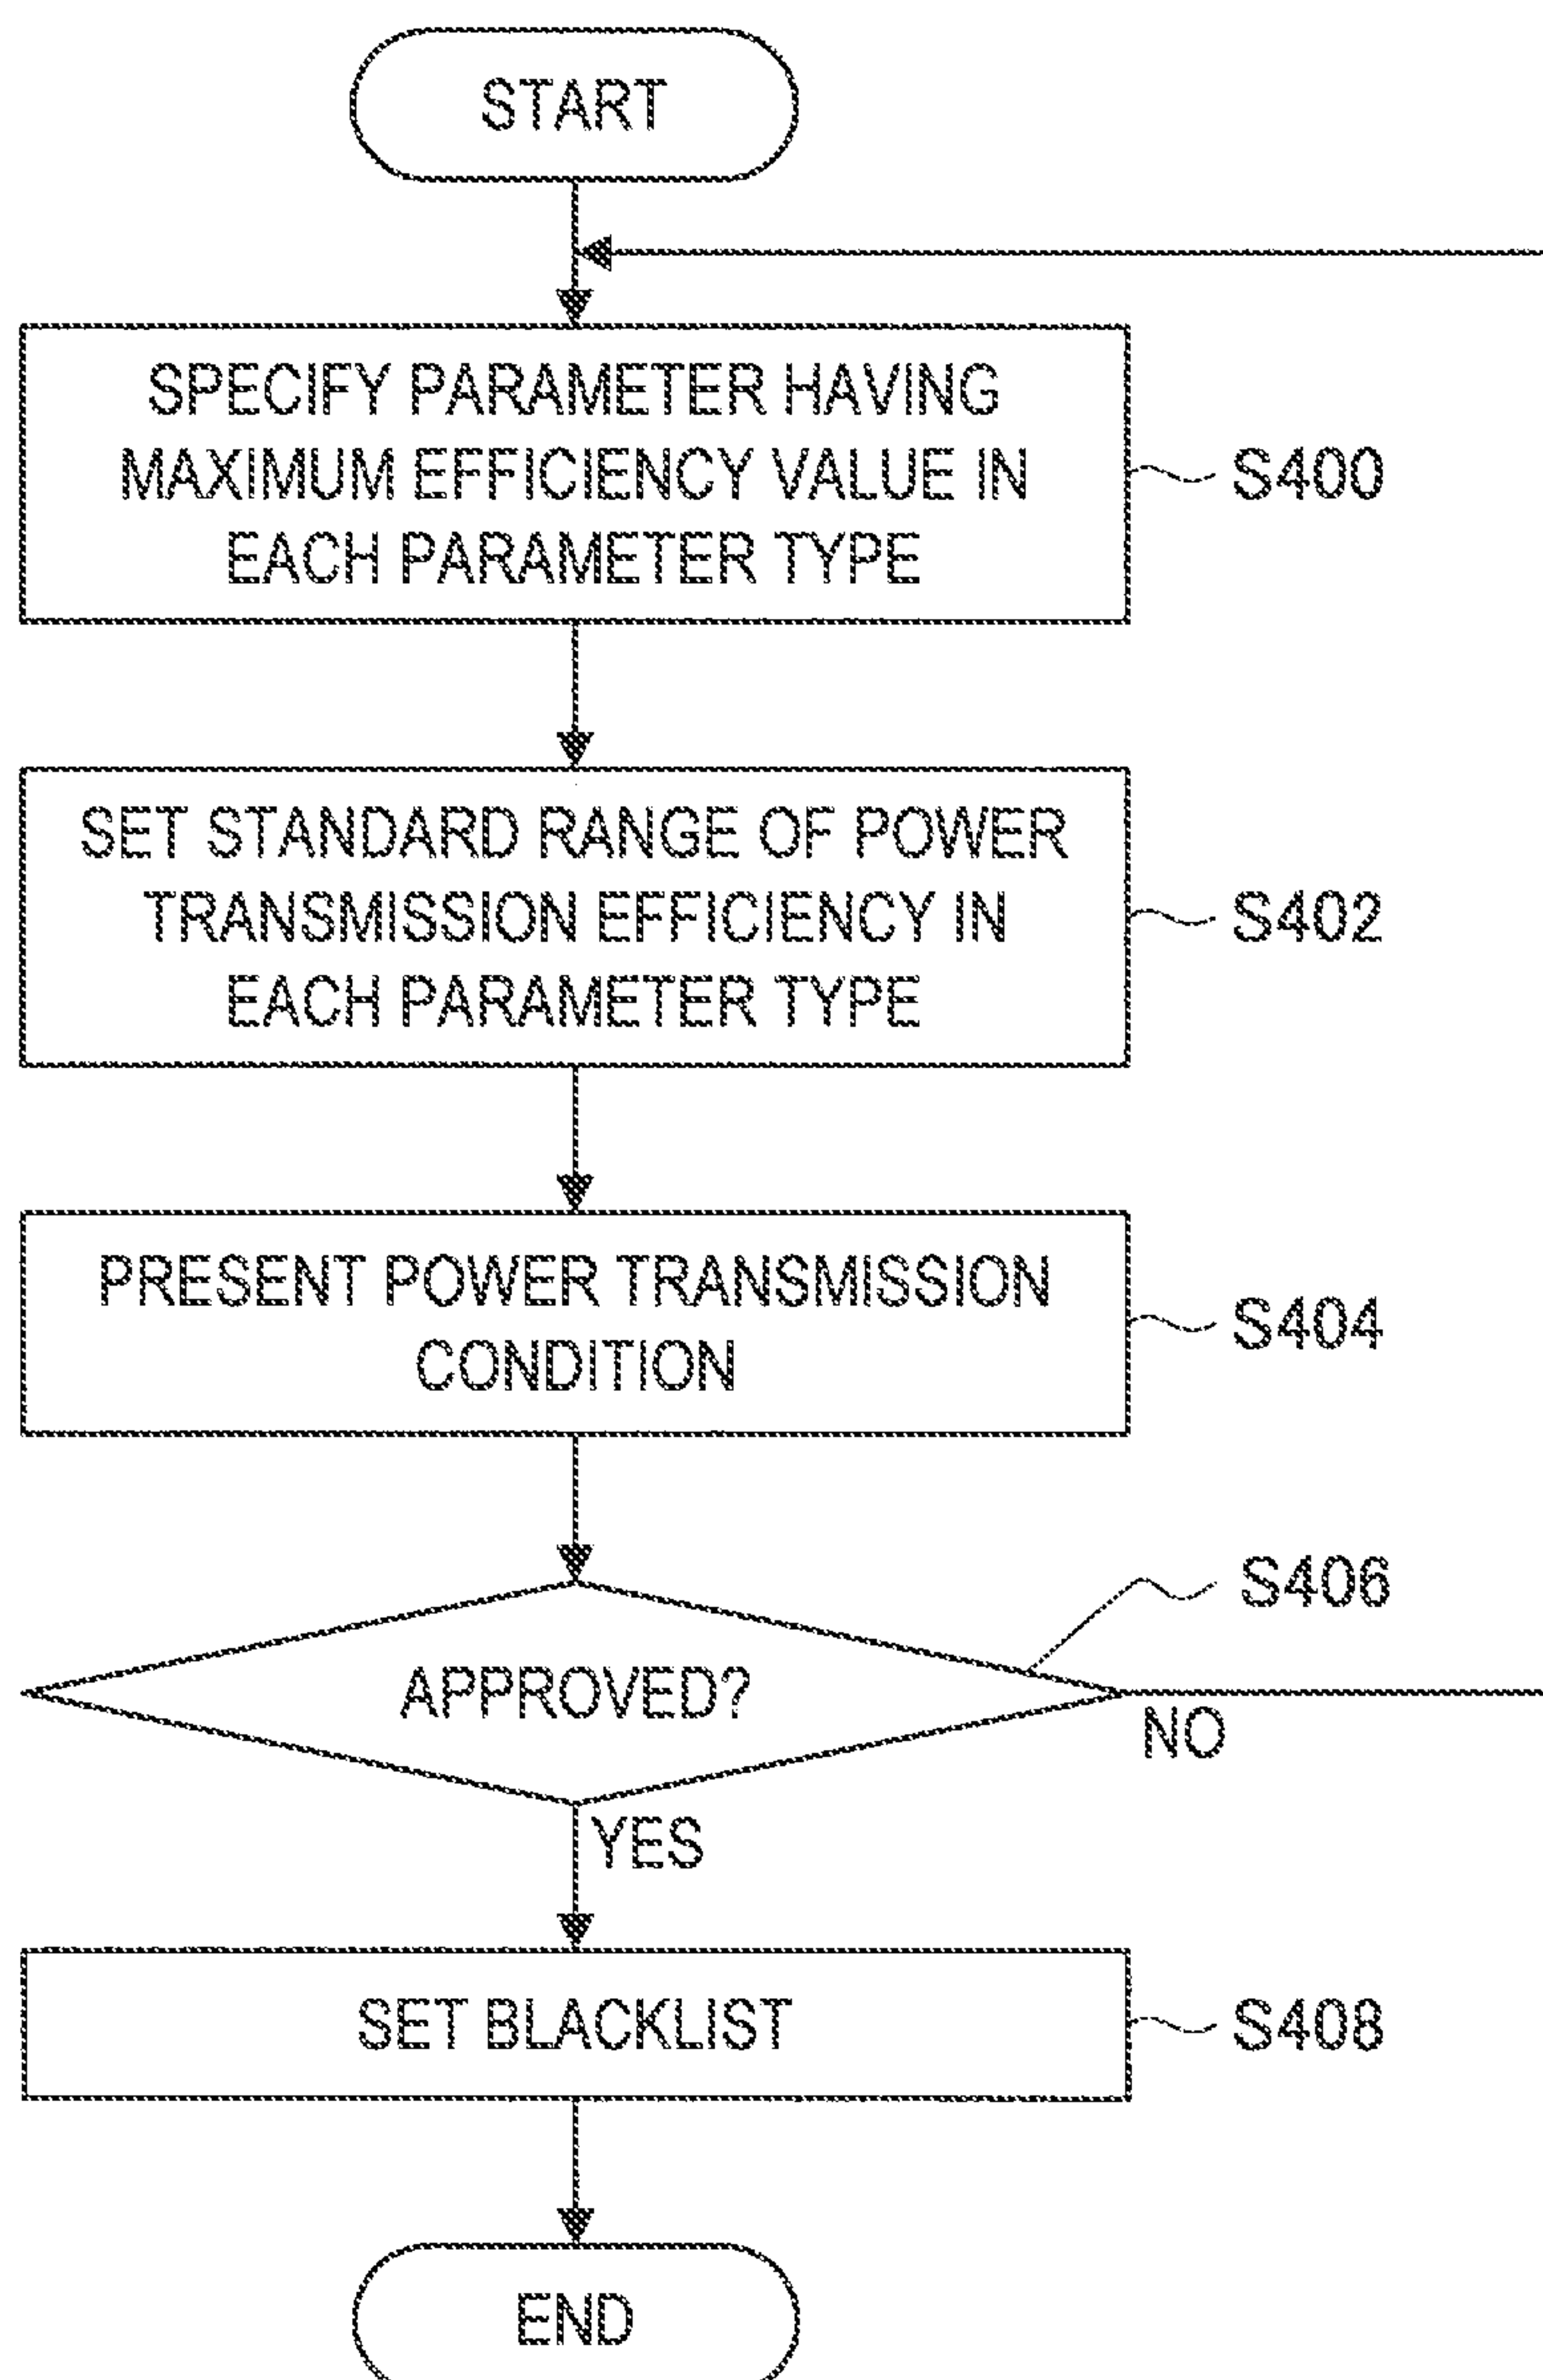 START
SPECIFY PARAMETER HAVING
MAXIMUM EFFICIENCY VALUE IN
EACH PARAMETER TYPE
S400
SET STANDARD RANGE OF POWER
TRANSMISSION EFFICIENCY IN
EACH PARAMETER TYPE
S402
PRESENT POWER TRANSMISSION
CONDITION
S404
S406
APPROVED?
NO
YES
SET BLACKLIST
S408
END